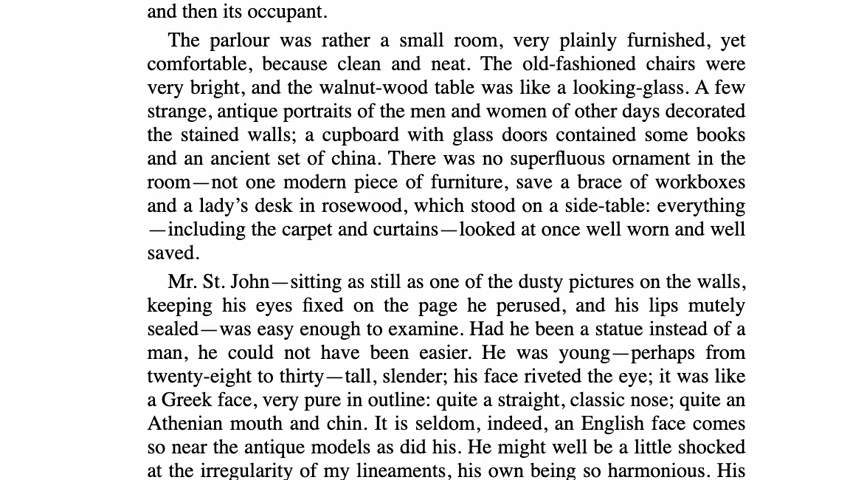 and then its occupant.
The parlour was rather a small room, very plainly furnished, yet
comfortable, because clean and neat. The old-fashioned chairs were
very bright, and the walnut-wood table was like a looking-glass. A few
strange, antique portraits of the men and women of other days decorated
the stained walls; a cupboard with glass doors contained some books
and an ancient set of china. There was no superfluous ornament in the
room—not one modern piece of furniture, save a brace of workboxes
and a lady’s desk in rosewood, which stood on a side-table: everything
—including the carpet and curtains—looked at once well worn and well
saved.
Mr. St. John—sitting as still as one of the dusty pictures on the walls,
keeping his eyes fixed on the page he perused, and his lips mutely
sealed—was easy enough to examine. Had he been a statue instead of a
man, he could not have been easier. He was young—perhaps from
twenty-eight to thirty—tall, slender; his face riveted the eye; it was like
a Greek face, very pure in outline: quite a straight, classic nose; quite an
Athenian mouth and chin. It is seldom, indeed, an English face comes
so near the antique models as did his. He might well be a little shocked
at the irregularity of my lineaments, his own being so harmonious. His